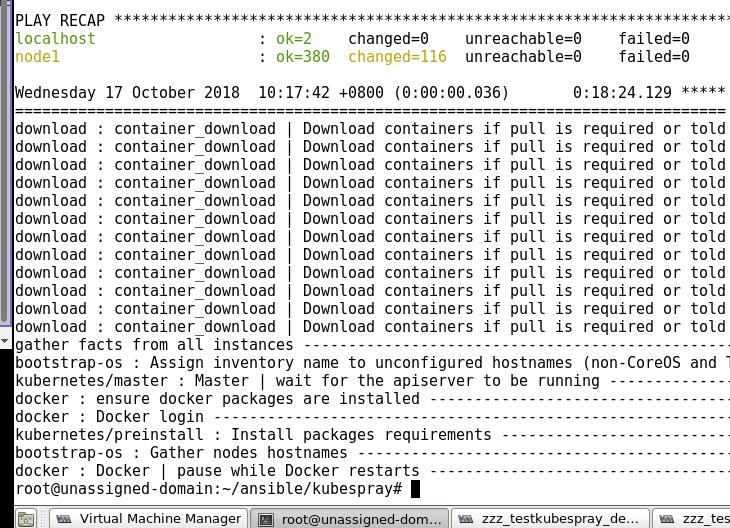 PLAY RECAP *********************************************************************
localhost : ok=2 changed=0 unreachable=0 failed=0
node1 : ok=380 changed=116 unreachable=0 failed=0
Wednesday 17 October 2018 10:17:42 +0800 (0:00:00.036) 0:18:24.129 *****
===============================================================================
download : container_download | Download containers if pull is required or told
download : container_download | Download containers if pull is required or told
download : container_download | Download containers if pull is required or told
download : container_download | Download containers if pull is required or told
download : container_download | Download containers if pull is required or told
download : container_download | Download containers if pull is required or told
download : container_download | Download containers if pull is required or told
download : container_download | Download containers if pull is required or told
download : container_download | Download containers if pull is required or told
download : container_download | Download containers if pull is required or told
download : container_download | Download containers if pull is required or told
download : container_download | Download containers if pull is required or told
gather facts from all instances -----------------------------------------------
bootstrap-os : Assign inventory name to unconfigured hostnames (non-CoreOS and T
kubernetes/master : Master | wait for the apiserver to be running -------------
docker : ensure docker packages are installed ---------------------------------
docker : Docker login ---------------------------------------------------------
kubernetes/preinstall : Install packages requirements -------------------------
bootstrap-os : Gather nodes hostnames -----------------------------------------
docker : Docker | pause while Docker restarts ---------------------------------
root@unassigned-domain:~/ansible/kubespray#
Virtual Machine Manager root@unassigned-dom... zzz_testkubespray_de... zzz_tes